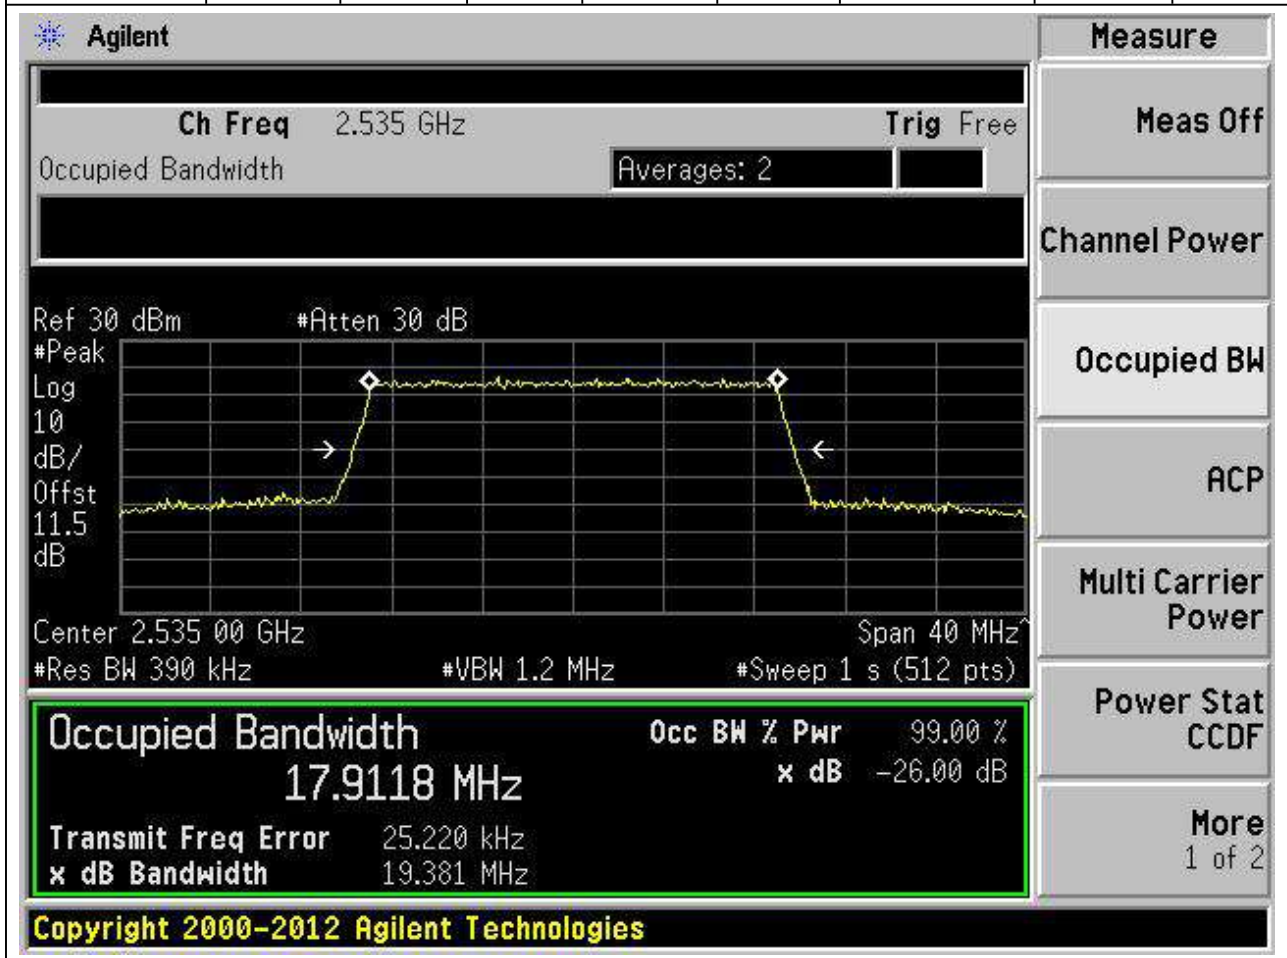 Agilent
Measure
Ch Freq 2.535 GHz Trig Free
Occupied Bandwidth Averages: 2
Meas Off
Channel Power
Occupied BW
ACP
Multi Carrier
Power
Power Stat
CCDF
More
1 of 2
Ref 30 dBm #Atten 30 dB
#Peak
Log
10
dB/
Offst
11.5
dB
Center 2.535 00 GHz Span 40 MHz^
#Res BW 390 kHz #VBW 1.2 MHz #Sweep 1 s (512 pts)
Occupied Bandwidth Occ BW % Pwr 99.00 %
17.9118 MHz x dB -26.00 dB
Transmit Freq Error 25.220 kHz
x dB Bandwidth 19.381 MHz
Copyright 2000-2012 Agilent Technologies